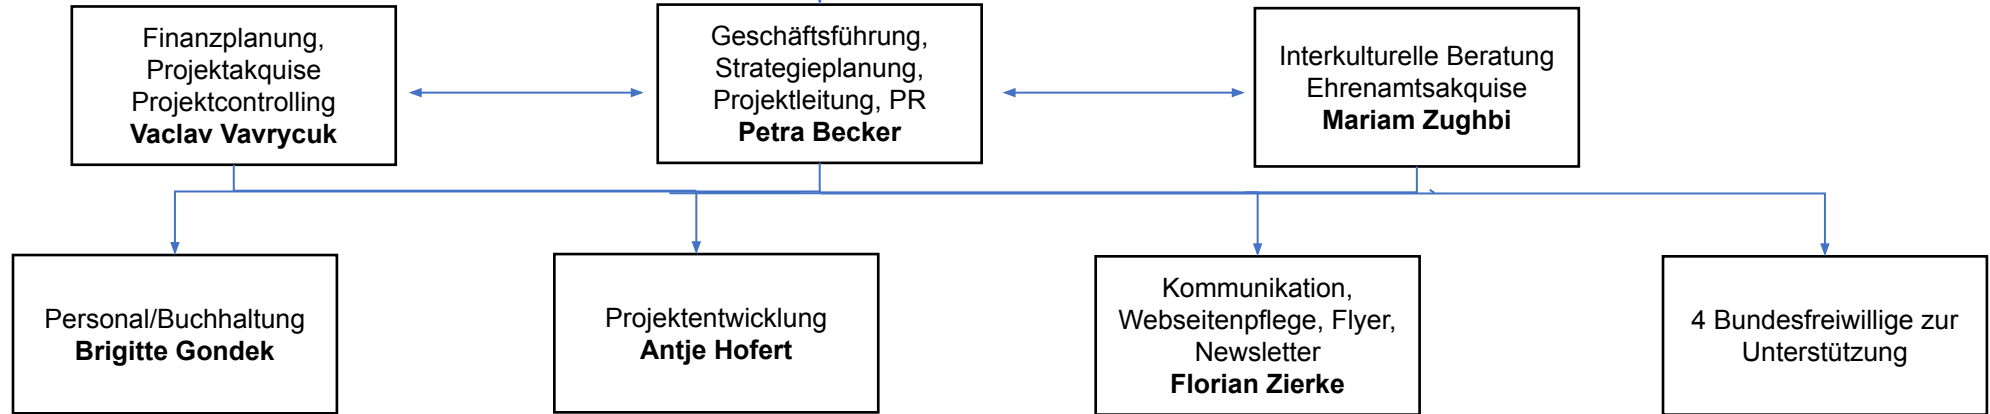 Finanzplanung,
Projektakquise
Projektcontrolling
Vaclav Vavrycuk
Geschäftsführung,
Strategieplanung,
Projektleitung, PR
Petra Becker
Interkulturelle Beratung
Ehrenamtsakquise
Mariam Zughbi
Personal/Buchhaltung
Brigitte Gondek
Projektentwicklung
Antje Hofert
Kommunikation,
Webseitenpflege, Flyer,
Newsletter
Florian Zierke
4 Bundesfreiwillige zur
Unterstützung